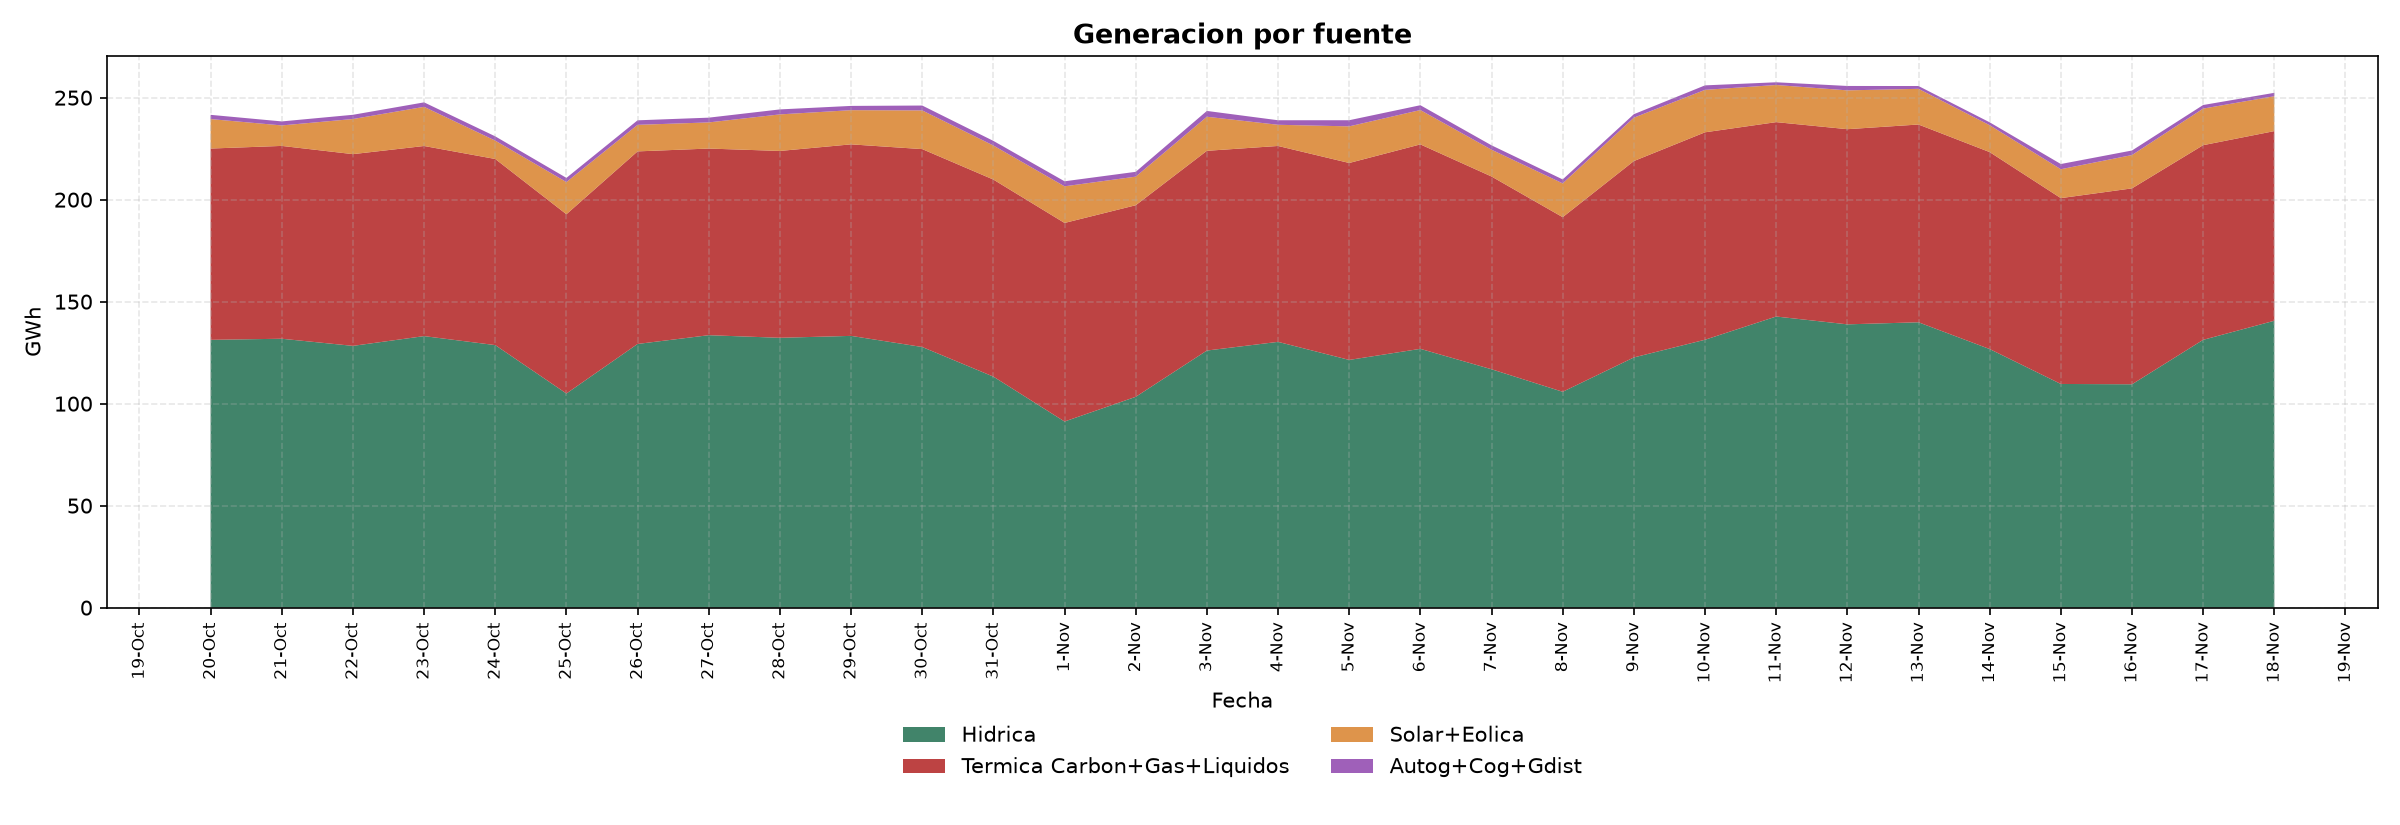 Generacion por fuente
GWh
250
200
150
100
50
0
19-Oct
20-Oct
21-Oct
22-Oct
23-Oct
24-Oct
25-Oct
26-Oct
27-Oct
28-Oct
29-Oct
30-Oct
31-Oct
1-Nov
2-Nov
3-Nov
4-Nov
5-Nov
6-Nov
7-Nov
8-Nov
9-Nov
10-Nov
11-Nov
12-Nov
13-Nov
14-Nov
15-Nov
16-Nov
17-Nov
18-Nov
19-Nov
Fecha
Hidrica
Termica Carbon+Gas+Liquidos
Solar+Eolica
Autog+Cog+Gdist